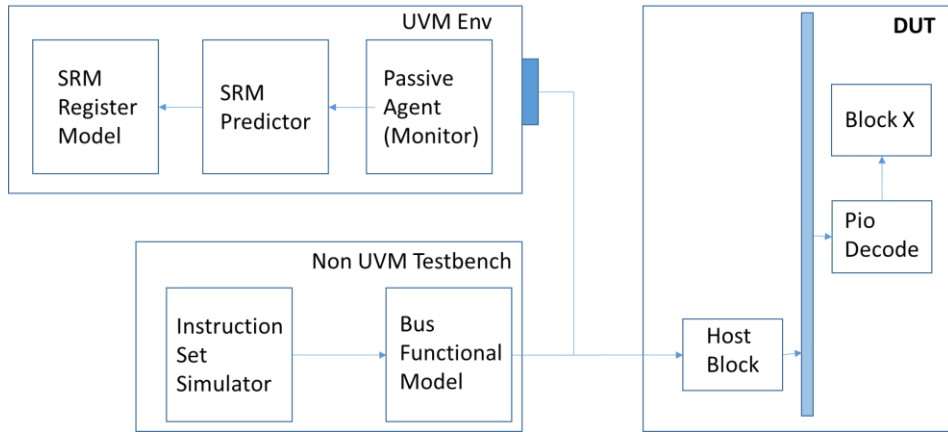 UVM Env
SRM
Register
Model
SRM
Predictor
Passive
Agent
(Monitor)
DUT
Block X
Pio
Decode
Non UVM Testbench
Instruction
Set
Simulator
Bus
Functional
Model
Host
Block